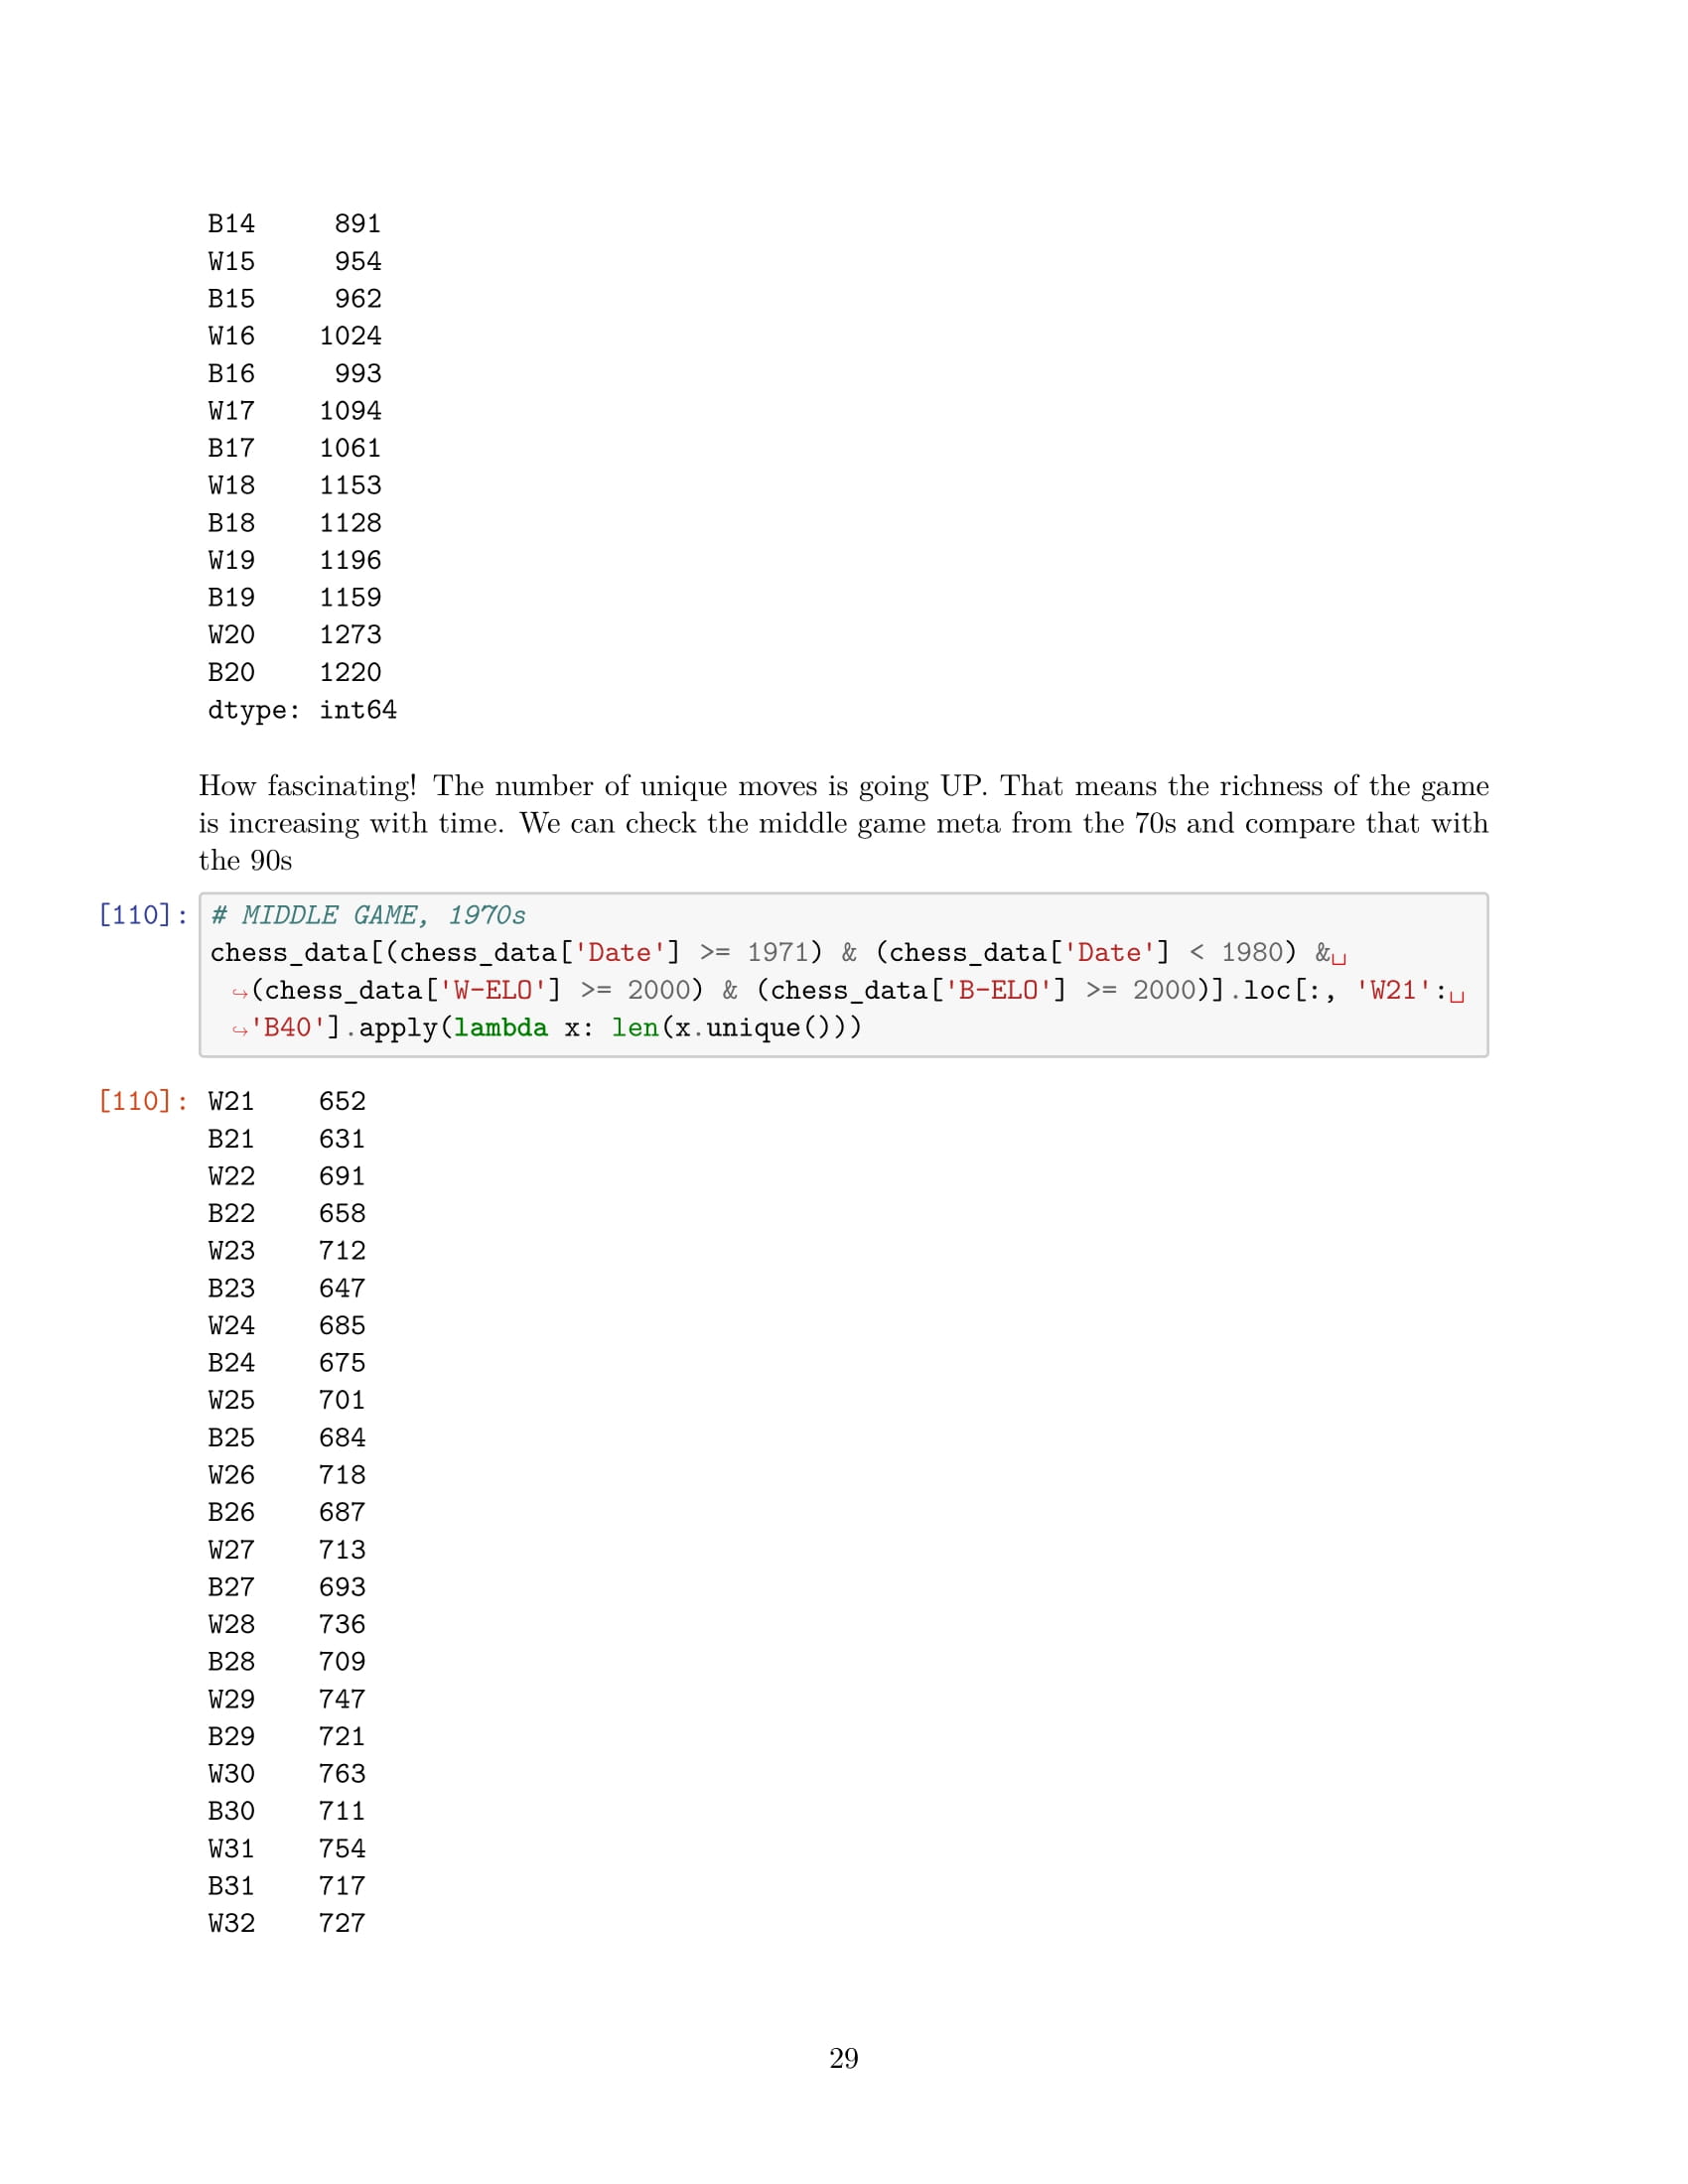 B14     891
W15     954
B15     962
W16    1024
B16     993
W17    1094
B17    1061
W18    1153
B18    1128
W19    1196
B19    1159
W20    1273
B20    1220
dtype: int64
How fascinating! The number of unique moves is going UP. That means the richness of the game
is increasing with time. We can check the middle game meta from the 70s and compare that with
the 90s
[110]: # MIDDLE GAME, 1970s
chess_data[(chess_data['Date'] >= 1971) & (chess_data['Date'] < 1980) &␣
↪(chess_data['W-ELO'] >= 2000) & (chess_data['B-ELO'] >= 2000)].loc[:, 'W21':␣
↪'B40'].apply(lambda x: len(x.unique()))
[110]: W21    652
B21    631
W22    691
B22    658
W23    712
B23    647
W24    685
B24    675
W25    701
B25    684
W26    718
B26    687
W27    713
B27    693
W28    736
B28    709
W29    747
B29    721
W30    763
B30    711
W31    754
B31    717
W32    727
29